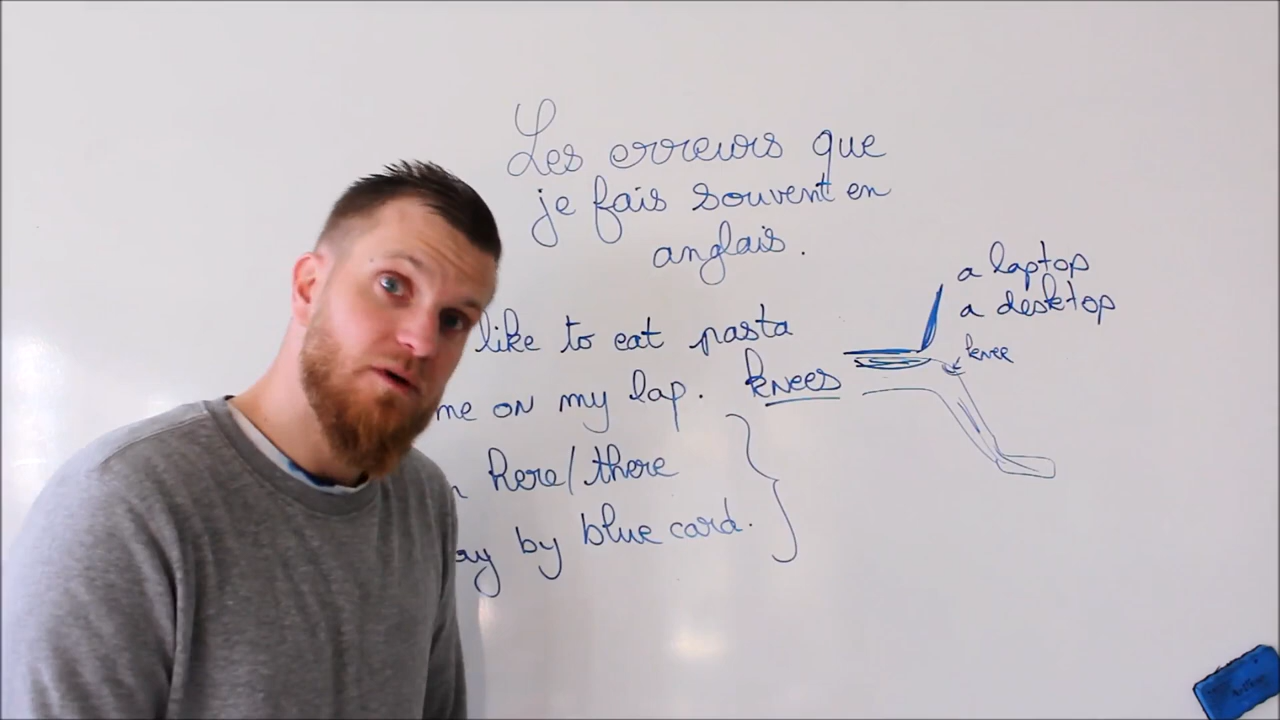 Les erreurs que
je fais souvent en
anglais.
a laptop
a desktop
like to eat pasta
knee
me on my lap. knees
here/there
by blue card.